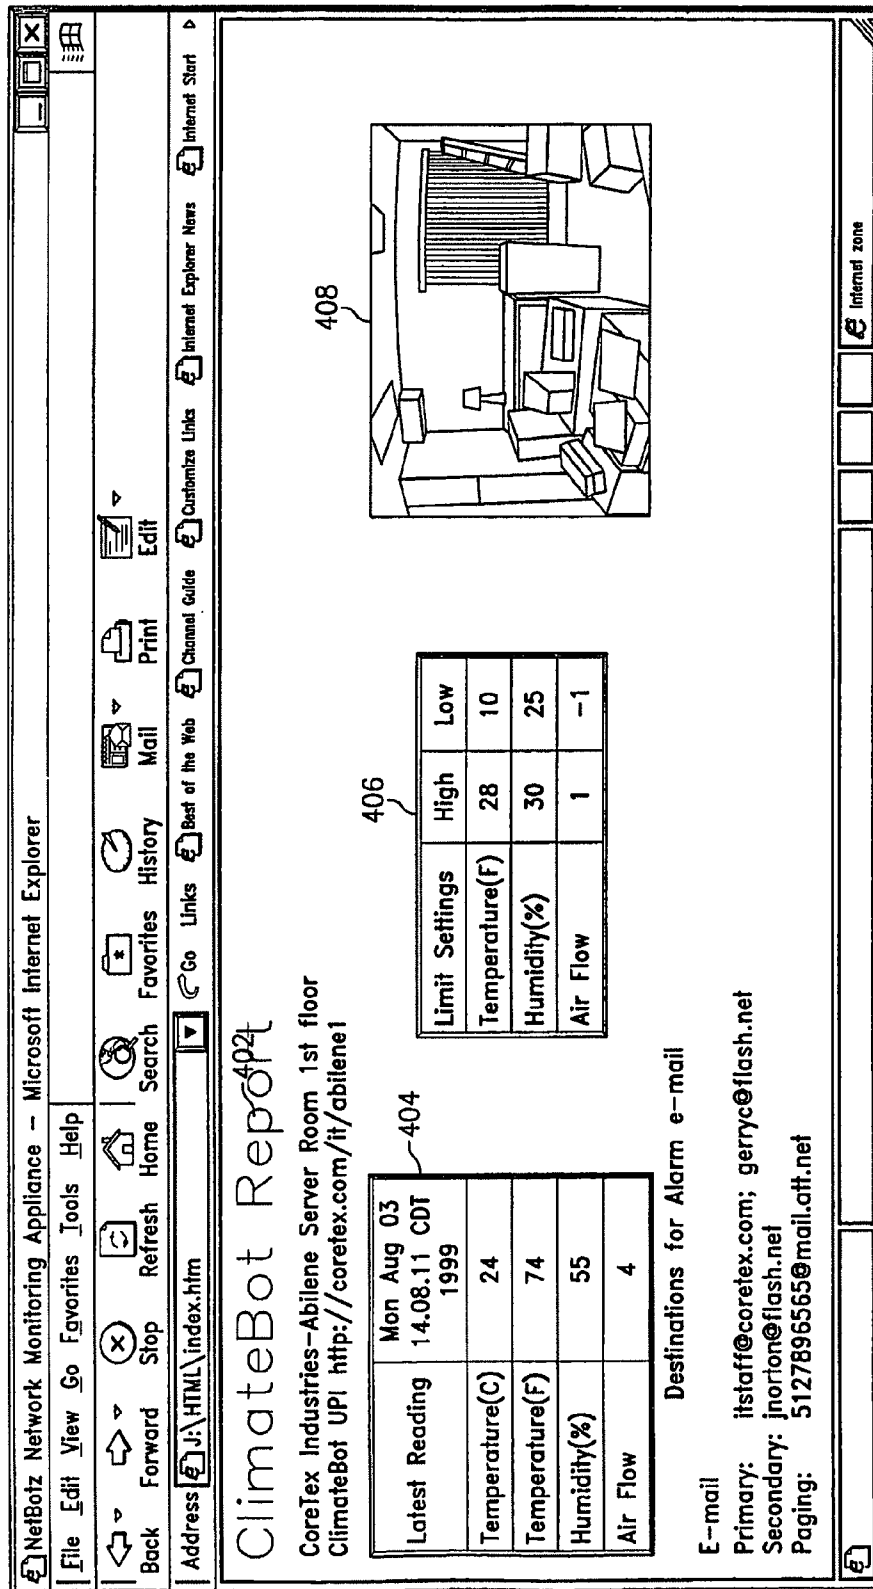 NetBotz Network Monitoring Appliance – Microsoft Internet Explorer
File Edit View Go Favorites Tools Help
Back Forward Stop Refresh Home Search Favorites History Mail Print Edit
Address J:\HTML\index.htm Go Links Best of the Web Channel Guide Customize Links Internet Explorer News Internet Start
ClimateBot Report
402
CoreTex Industries–Abilene Server Room 1st floor
ClimateBot UPI http://coretex.com/it/abilene1
404
Latest Reading Mon Aug 03 14.08.11 CDT 1999
Temperature(C) 24
Temperature(F) 74
Humidity(%) 55
Air Flow 4
406
Limit Settings High Low
Temperature(F) 28 10
Humidity(%) 30 25
Air Flow 1 –1
408
Destinations for Alarm e–mail
E–mail
Primary: itstaff@coretex.com; gerryc@flash.net
Secondary: jnorton@flash.net
Paging: 5127896565@mail.att.net
Internet zone